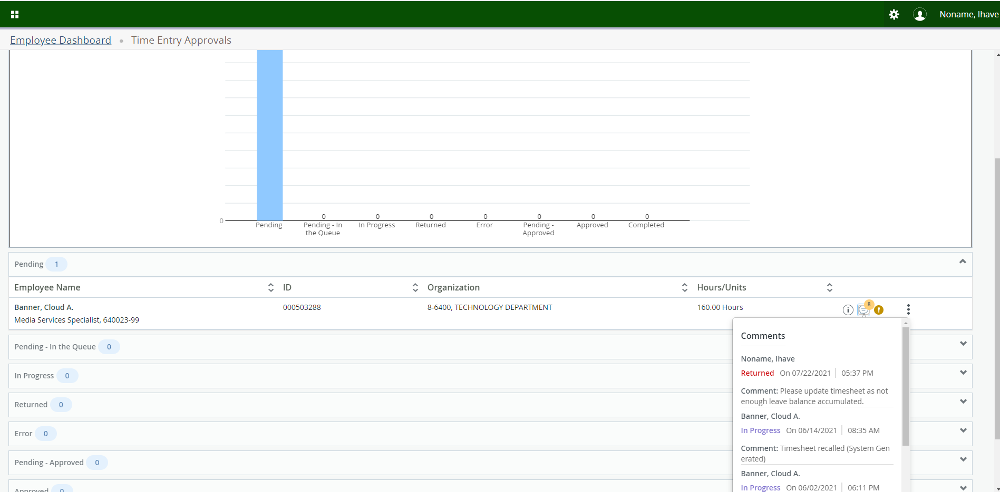 Noname, Ihave
Employee Dashboard • Time Entry Approvals
0 0 0 0 0 0 0
0
Pending Pending - In the Queue In Progress Returned Error Pending - Approved Approved Completed
Pending 1
Employee Name ID Organization Hours/Units
Banner, Cloud A. 000503288 8-6400, TECHNOLOGY DEPARTMENT 160.00 Hours 8
Media Services Specialist, 640023-99
Pending - In the Queue 0
In Progress 0
Returned 0
Error 0
Pending - Approved 0
Approved 0
Comments
Noname, Ihave
Returned On 07/22/2021 | 05:37 PM
Comment: Please update timesheet as not
enough leave balance accumulated.
Banner, Cloud A.
In Progress On 06/14/2021 | 08:35 AM
Comment: Timesheet recalled (System Gen
erated)
Banner, Cloud A.
In Progress On 06/02/2021 | 06:11 PM